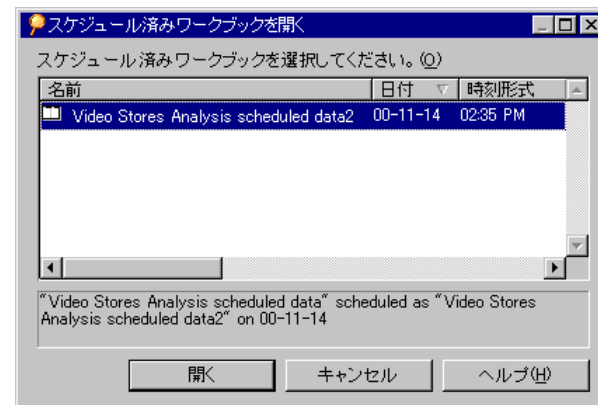 スケジュール済みワークブックを開く
スケジュール済みワークブックを選択してください。(O)
名前 日付 時刻形式
Video Stores Analysis scheduled data2 00-11-14 02:35 PM
"Video Stores Analysis scheduled data" scheduled as "Video Stores
Analysis scheduled data2" on 00-11-14
開く キャンセル ヘルプ(H)